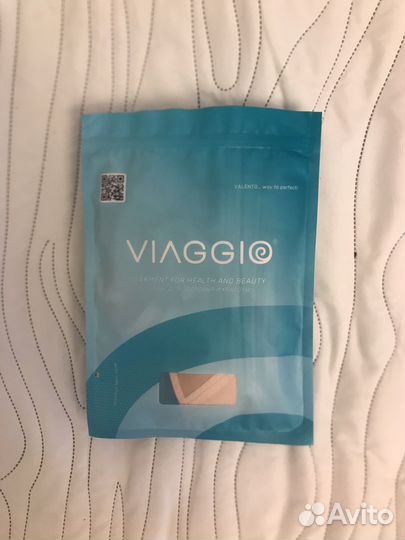 VALENTO... way to perfect
VIAGGIO
GARMENT FOR HEALTH AND BEAUTY
Avito